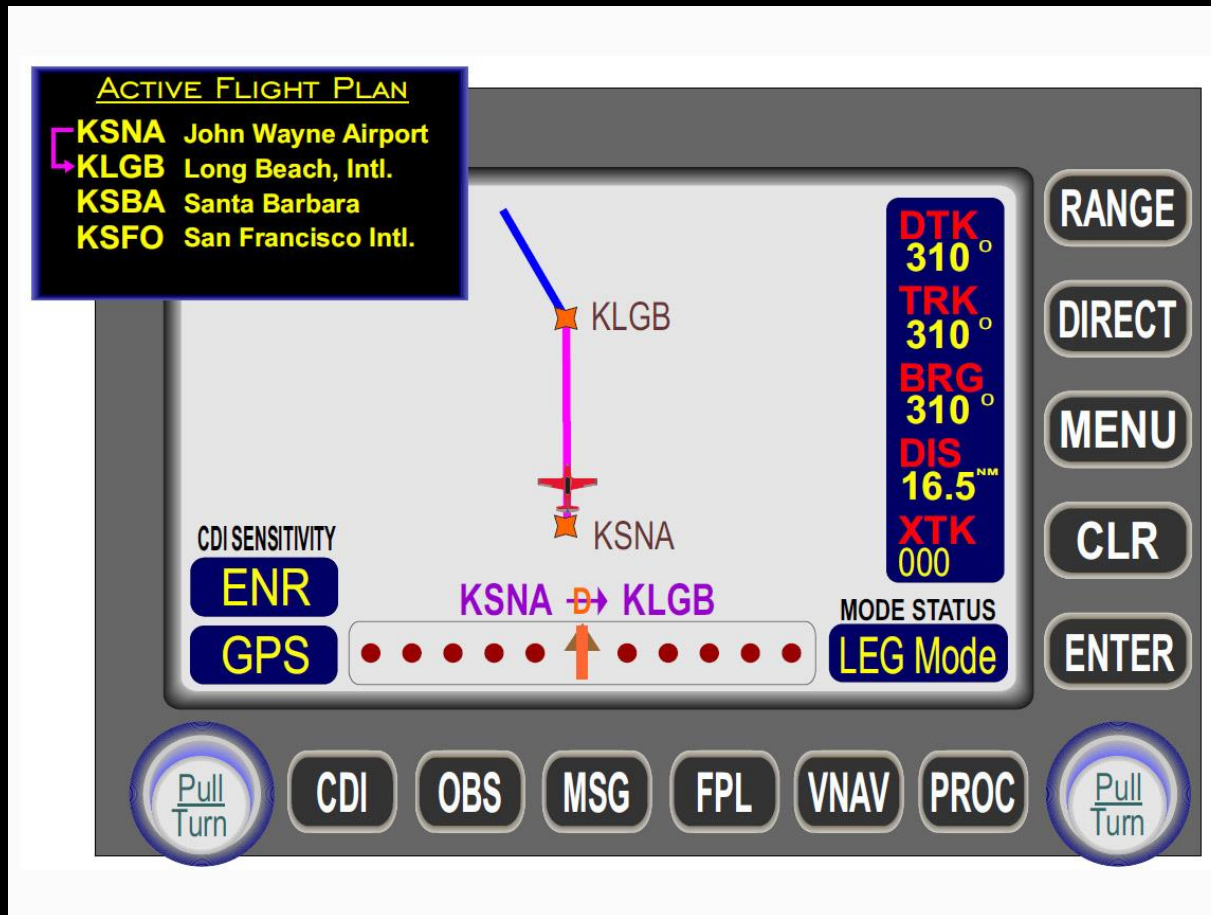 ACTIVE FLIGHT PLAN
KSNA John Wayne Airport
KLGB Long Beach, Intl.
KSBA Santa Barbara
KSFO San Francisco Intl.
KLGB
KSNA
DTK
310 °
TRK
310 °
BRG
310 °
DIS
16.5 NM
XTK
000
CDI SENSITIVITY
ENR
GPS
KSNA D KLGB
MODE STATUS
LEG Mode
RANGE
DIRECT
MENU
CLR
ENTER
Pull
Turn
CDI
OBS
MSG
FPL
VNAV
PROC
Pull
Turn